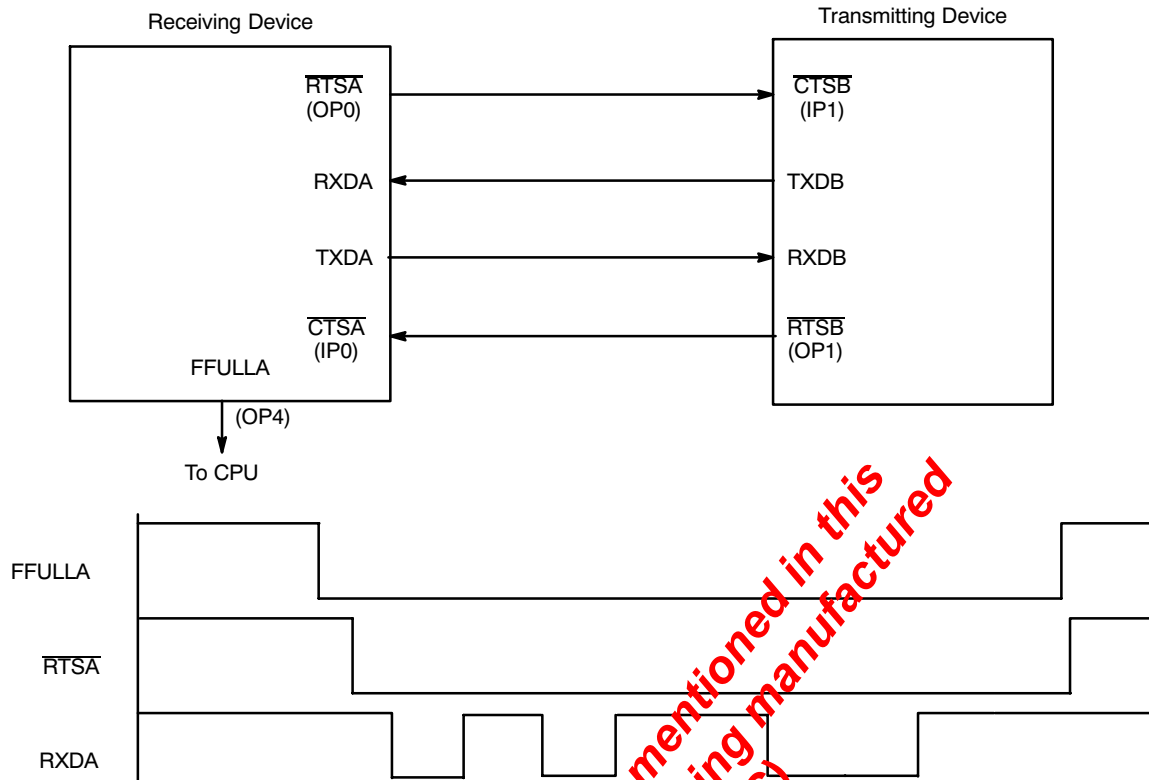 Receiving Device
Transmitting Device
RTSA
(OP0)
CTSB
(IP1)
RXDA
TXDB
TXDA
RXDB
CTSA
(IP0)
RTSB
(OP1)
FFULLA
(OP4)
To CPU
FFULLA
RTSA
RXDA
mentioned in this
ing manufactured